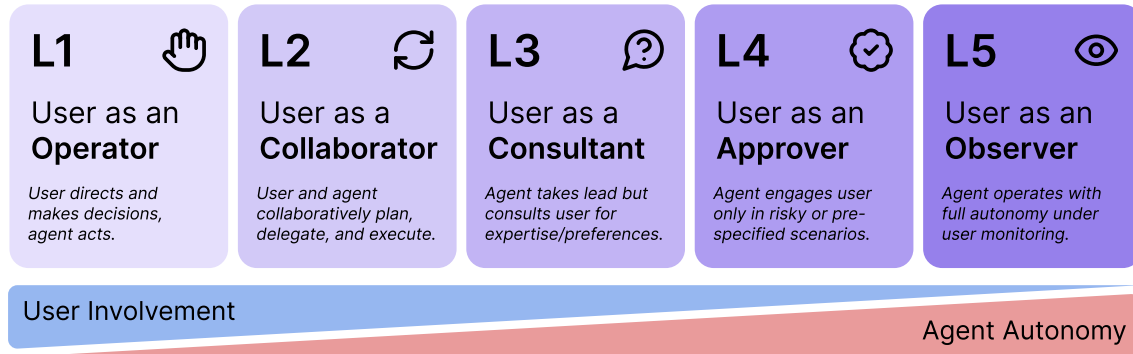 L1
User as an
Operator
User directs and
makes decisions,
agent acts.
L2
User as a
Collaborator
User and agent
collaboratively plan,
delegate, and execute.
L3
User as a
Consultant
Agent takes lead but
consults user for
expertise/preferences.
L4
User as an
Approver
Agent engages user
only in risky or pre-
specified scenarios.
L5
User as an
Observer
Agent operates with
full autonomy under
user monitoring.
User Involvement
Agent Autonomy